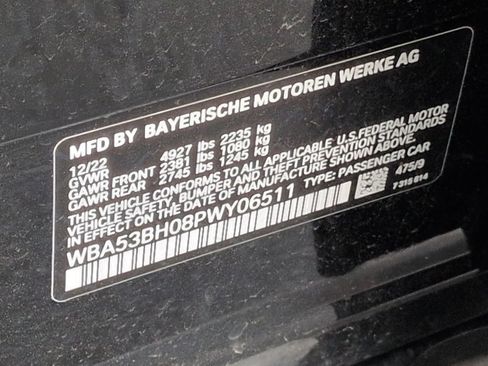 MFD BY BAYERISCHE MOTOREN WERKE AG
12/22
GVWR 4927 lbs 2235 kg
GAWR FRONT 2381 lbs 1080 kg
GAWR REAR 2745 lbs 1245 kg
THIS VEHICLE CONFORMS TO ALL APPLICABLE U.S.FEDERAL MOTOR
VEHICLE SAFETY, BUMPER AND THEFT PREVENTION STANDARDS
IN EFFECT ON THE DATE OF MANUFACTURE SHOWN ABOVE.
WBA53BH08PWY06511 TYPE: PASSENGER CAR
475/9
7 315 614